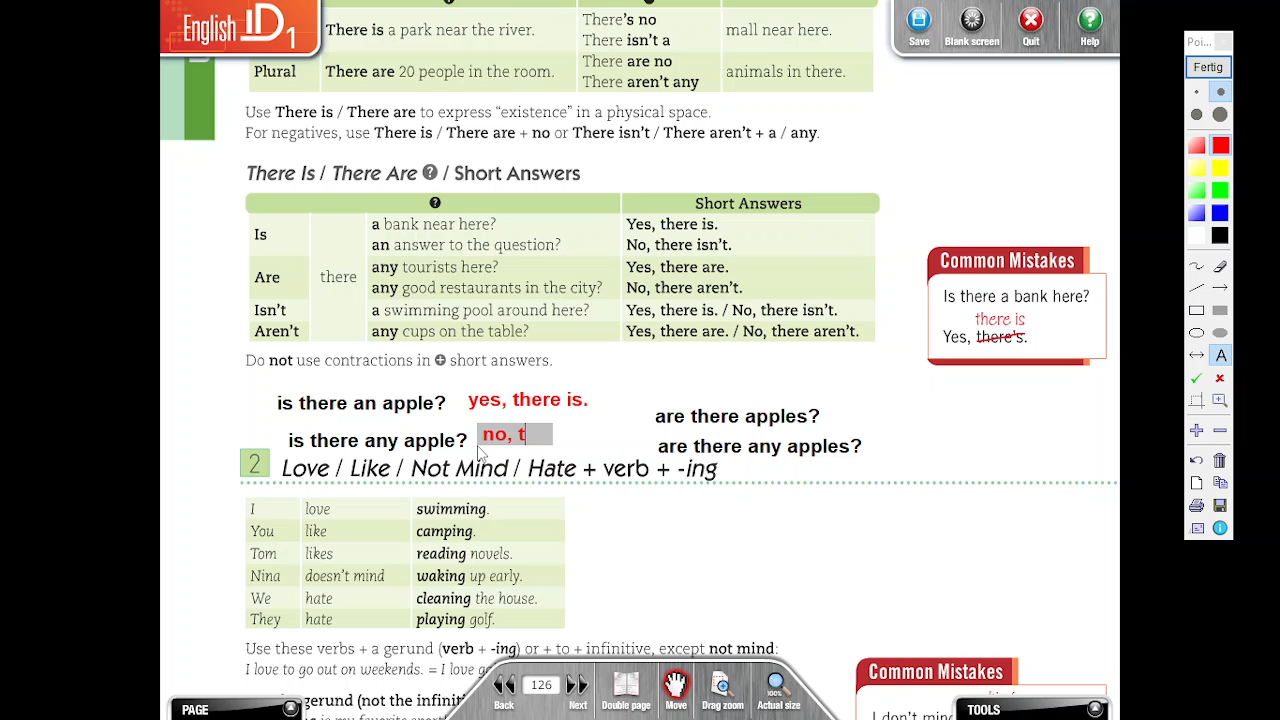 English ID 1
Save Blank screen Quit Help
There is a park near the river.
There's no
There isn't a
mall near here.
Plural
There are 20 people in the room.
There are no
There aren't any
animals in there.
Use There is / There are to express “existence” in a physical space.
For negatives, use There is / There are + no or There isn't / There aren't + a / any.
There Is / There Are ? / Short Answers
? Short Answers
Is
there
a bank near here?
an answer to the question?
Yes, there is.
No, there isn't.
Are
any tourists here?
any good restaurants in the city?
Yes, there are.
No, there aren't.
Isn't a swimming pool around here? Yes, there is. / No, there isn't.
Aren't any cups on the table? Yes, there are. / No, there aren't.
Do not use contractions in + short answers.
Common Mistakes
Is there a bank here?
there is
Yes, there's.
is there an apple? yes, there is.
are there apples?
is there any apple? no, t
are there any apples?
2 Love / Like / Not Mind / Hate + verb + -ing
I love swimming.
You like camping.
Tom likes reading novels.
Nina doesn't mind waking up early.
We hate cleaning the house.
They hate playing golf.
Use these verbs + a gerund (verb + -ing) or + to + infinitive, except not mind:
I love to go out on weekends. = I love go
gerund (not the infinit
Common Mistakes
I don't min
126
Back Next Double page Move Drag zoom Actual size
100%
PAGE
TOOLS
Poi...
Fertig
A